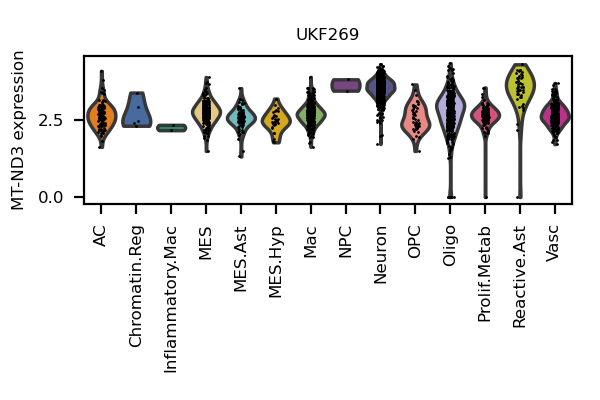 UKF269
MT-ND3 expression
2.5
0.0
AC
Chromatin.Reg
Inflammatory.Mac
MES
MES.Ast
MES.Hyp
Mac
NPC
Neuron
OPC
Oligo
Prolif.Metab
Reactive.Ast
Vasc